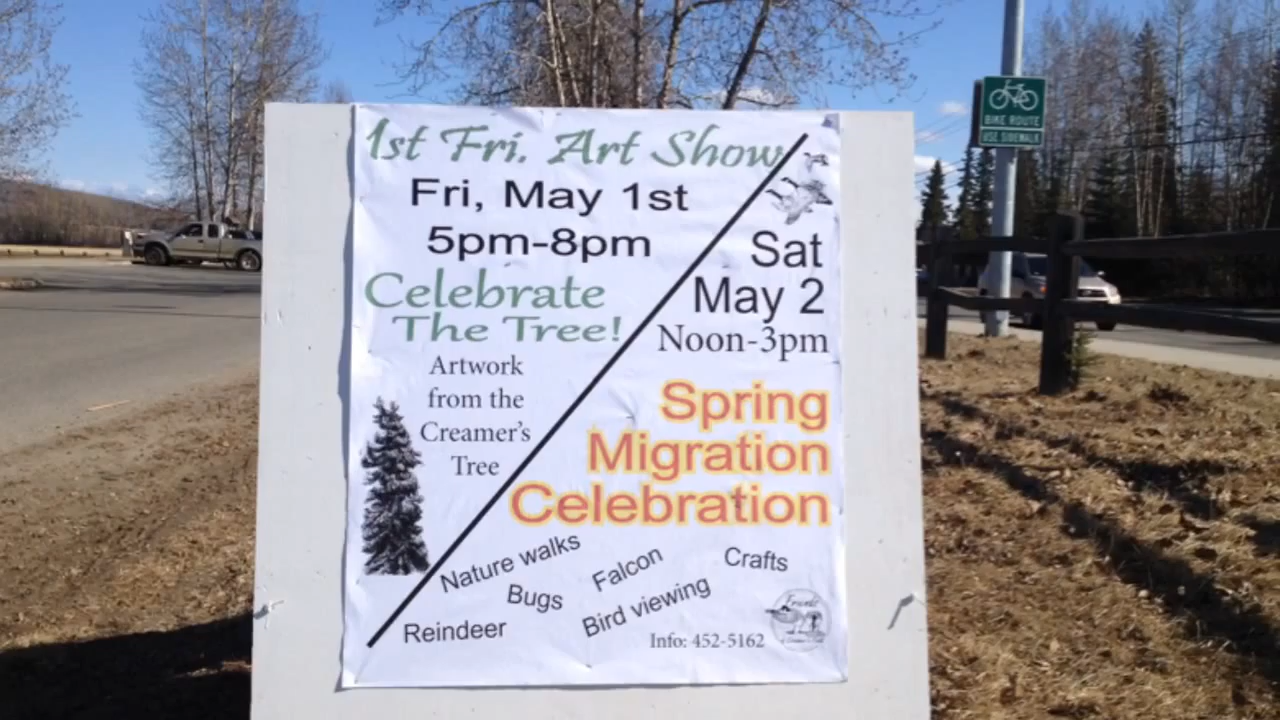 1st Fri. Art Show
Fri, May 1st
5pm-8pm
Celebrate
The Tree!
Artwork
from the
Creamer's
Tree
Sat
May 2
Noon-3pm
Spring
Migration
Celebration
Nature walks
Falcon
Crafts
Bugs
Bird viewing
Reindeer
Info: 452-5162
Friends
BIKE ROUTE
USE SIDEWALK